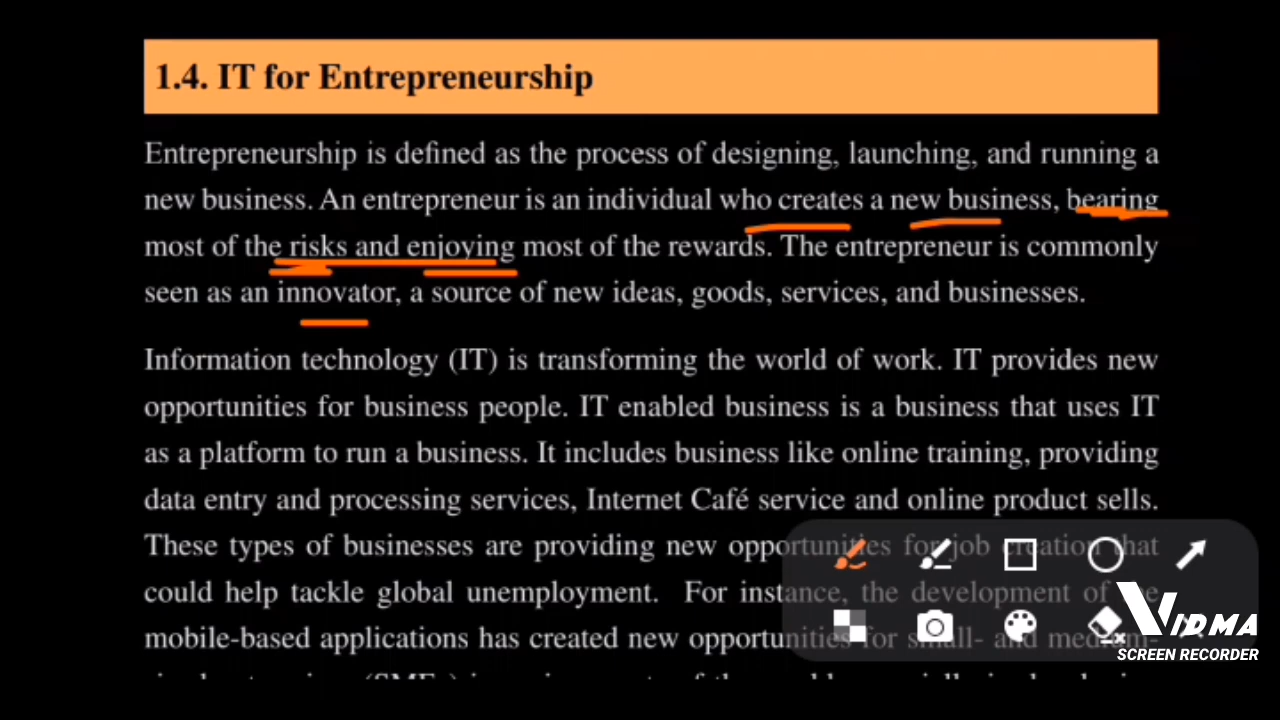 1.4. IT for Entrepreneurship
Entrepreneurship is defined as the process of designing, launching, and running a
new business. An entrepreneur is an individual who creates a new business, bearing
most of the risks and enjoying most of the rewards. The entrepreneur is commonly
seen as an innovator, a source of new ideas, goods, services, and businesses.
Information technology (IT) is transforming the world of work. IT provides new
opportunities for business people. IT enabled business is a business that uses IT
as a platform to run a business. It includes business like online training, providing
data entry and processing services, Internet Café service and online product sells.
These types of businesses are providing new opportunities for job creation that
could help tackle global unemployment. For instance, the development of
mobile-based applications has created new opportunities for small- and medium-
VIDMA
SCREEN RECORDER